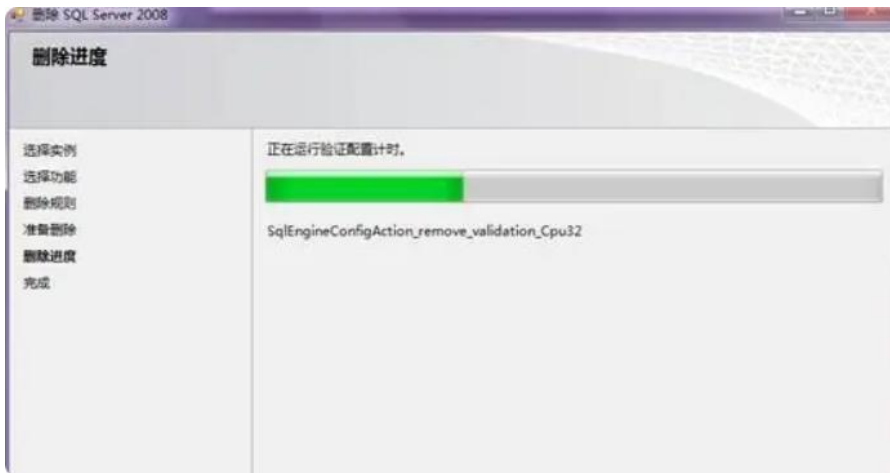 删除 SQL Server 2008
删除进度
选择实例
选择功能
删除规则
准备删除
删除进度
完成
正在运行验证配置计时。
SqlEngineConfigAction_remove_validation_Cpu32